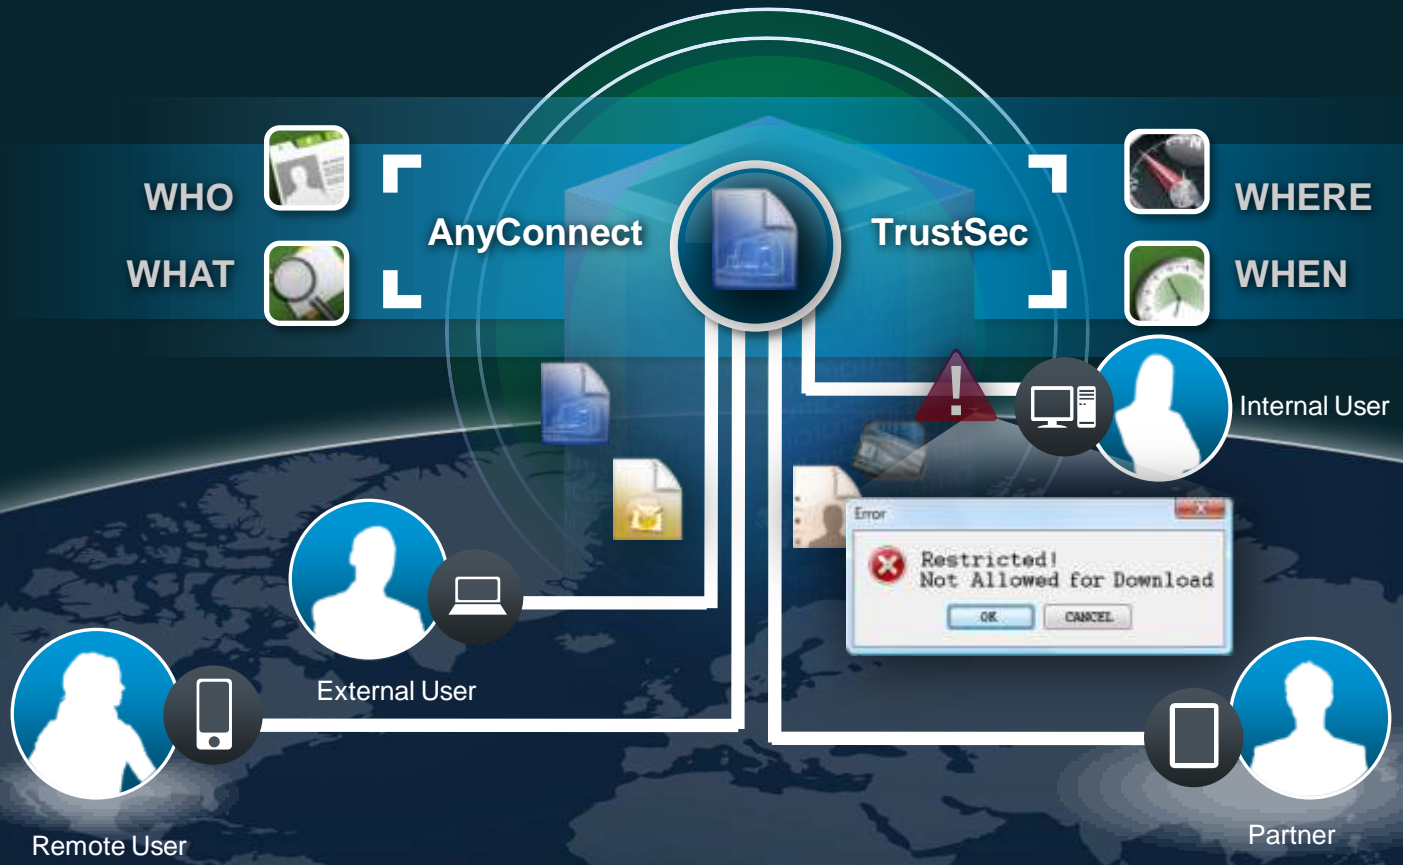 WHO
WHAT
AnyConnect
TrustSec
WHERE
WHEN
Internal User
Error
Restricted!
Not Allowed for Download
OK
CANCEL
External User
Remote User
Partner